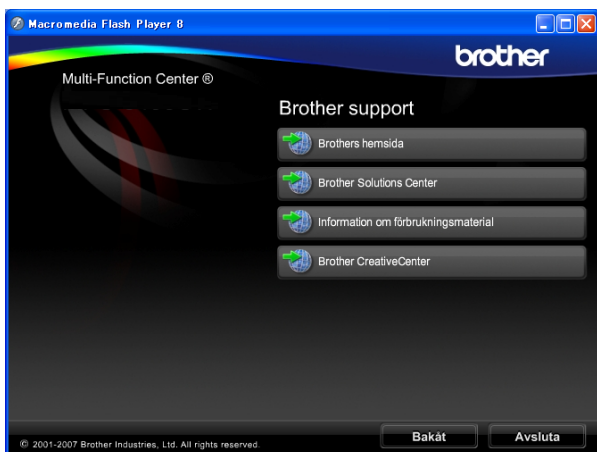 Macromedia Flash Player 8
brother
Multi-Function Center ®
Brother support
Brothers hemsida
Brother Solutions Center
Information om förbrukningsmaterial
Brother CreativeCenter
Bakåt
Avsluta
© 2001-2007 Brother Industries, Ltd. All rights reserved.